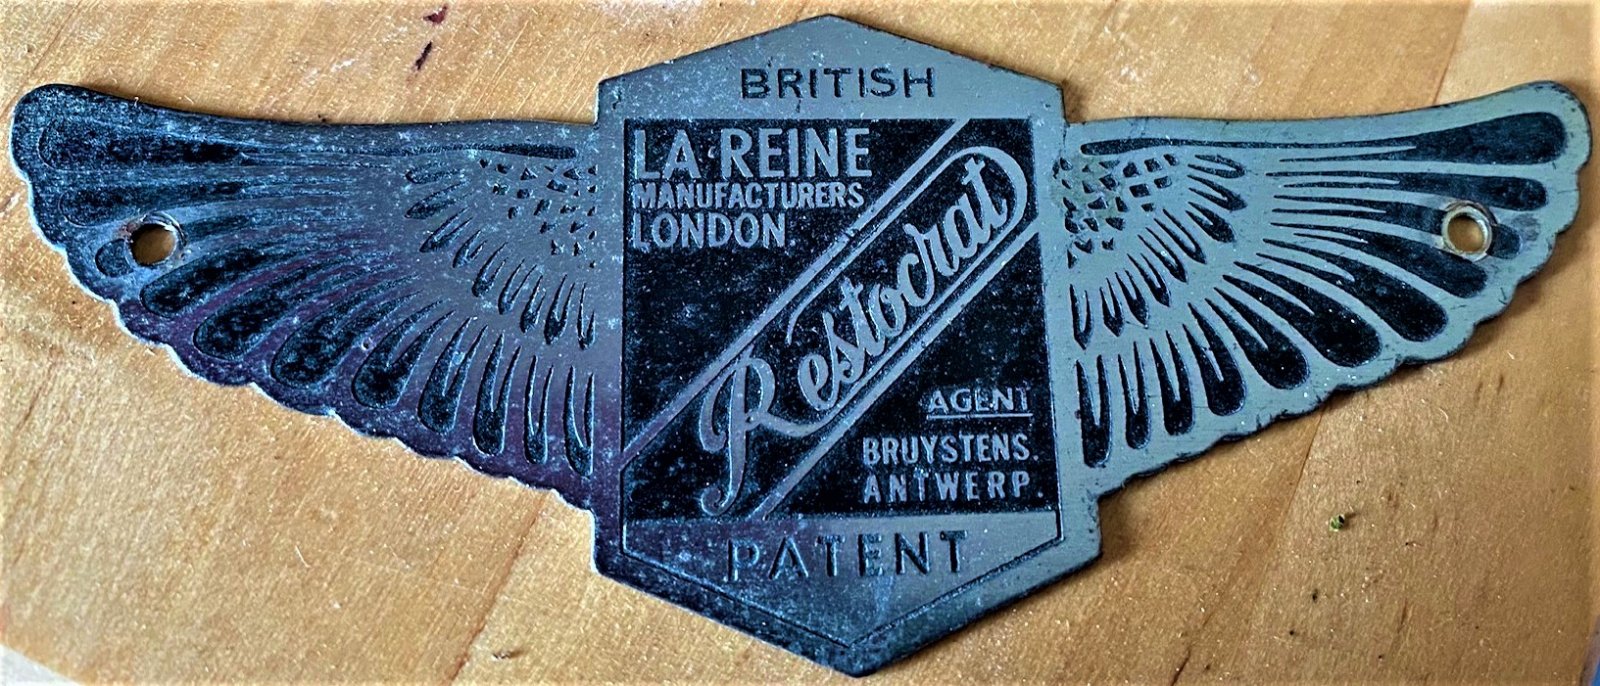 BRITISH
LA·REINE
MANUFACTURERS
LONDON.
Restocrat
AGENT
BRUYSTENS.
ANTWERP.
PATENT